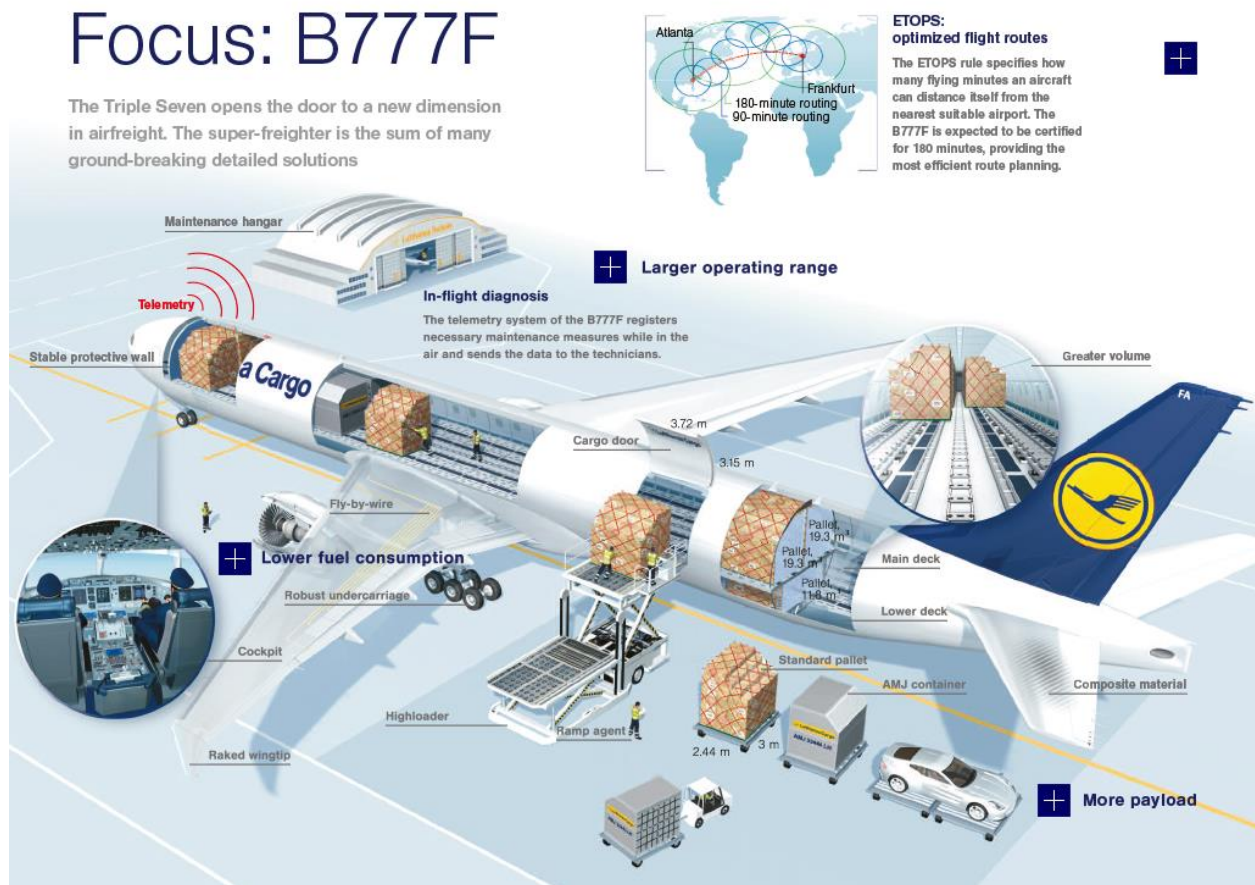 Focus: B777F
The Triple Seven opens the door to a new dimension
in airfreight. The super-freighter is the sum of many
ground-breaking detailed solutions
Atlanta
Frankfurt
180-minute routing
90-minute routing
ETOPS:
optimized flight routes
The ETOPS rule specifies how
many flying minutes an aircraft
can distance itself from the
nearest suitable airport. The
B777F is expected to be certified
for 180 minutes, providing the
most efficient route planning.
Maintenance hangar
Larger operating range
Telemetry
In-flight diagnosis
The telemetry system of the B777F registers
necessary maintenance measures while in the
air and sends the data to the technicians.
Stable protective wall
a Cargo
Greater volume
FA
3.72 m
Cargo door
3.15 m
Fly-by-wire
Lower fuel consumption
Pallet,
19.3 m³
Pallet,
19.3 m³
Pallet,
11.8 m³
Main deck
Lower deck
Robust undercarriage
Cockpit
Standard pallet
AMJ container
Composite material
Highloader
Ramp agent
2.44 m
3 m
Raked wingtip
More payload